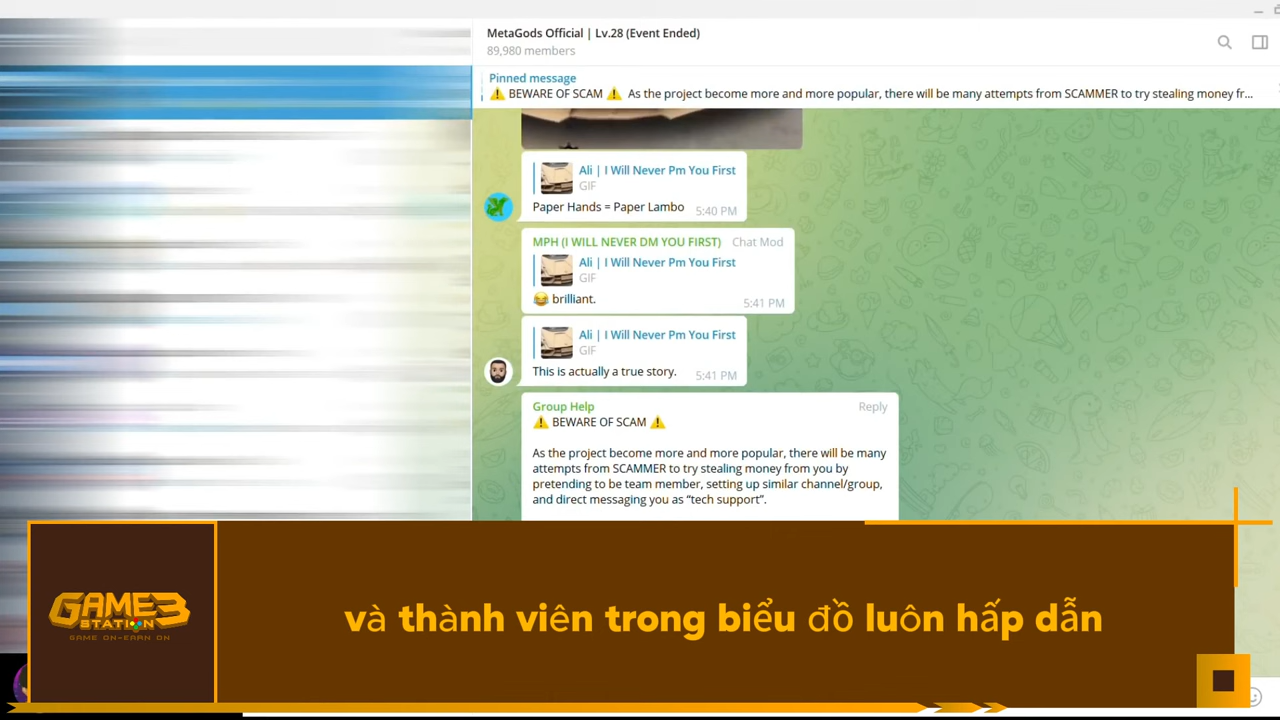 MetaGods Official | Lv.28 (Event Ended)
89,980 members
Pinned message
⚠️ BEWARE OF SCAM ⚠️ As the project become more and more popular, there will be many attempts from SCAMMER to try stealing money fr...
Ali | I Will Never Pm You First
GIF
Paper Hands = Paper Lambo 5:40 PM
MPH (I WILL NEVER DM YOU FIRST) Chat Mod
Ali | I Will Never Pm You First
GIF
😂 brilliant. 5:41 PM
Ali | I Will Never Pm You First
GIF
This is actually a true story. 5:41 PM
Group Help Reply
⚠️ BEWARE OF SCAM ⚠️
As the project become more and more popular, there will be many
attempts from SCAMMER to try stealing money from you by
pretending to be team member, setting up similar channel/group,
and direct messaging you as “tech support”.
GAME3
STATION
GAME ON-EARN ON
và thành viên trong biểu đồ luôn hấp dẫn